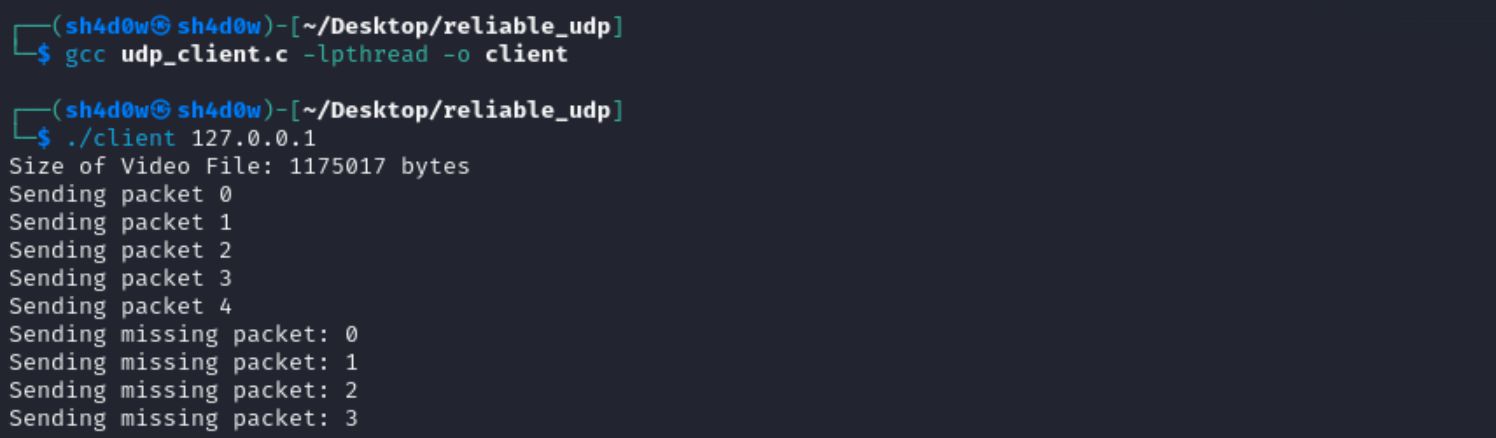 ┌──(sh4d0w㉿sh4d0w)-[~/Desktop/reliable_udp]
└─$ gcc udp_client.c -lpthread -o client
┌──(sh4d0w㉿sh4d0w)-[~/Desktop/reliable_udp]
└─$ ./client 127.0.0.1
Size of Video File: 1175017 bytes
Sending packet 0
Sending packet 1
Sending packet 2
Sending packet 3
Sending packet 4
Sending missing packet: 0
Sending missing packet: 1
Sending missing packet: 2
Sending missing packet: 3